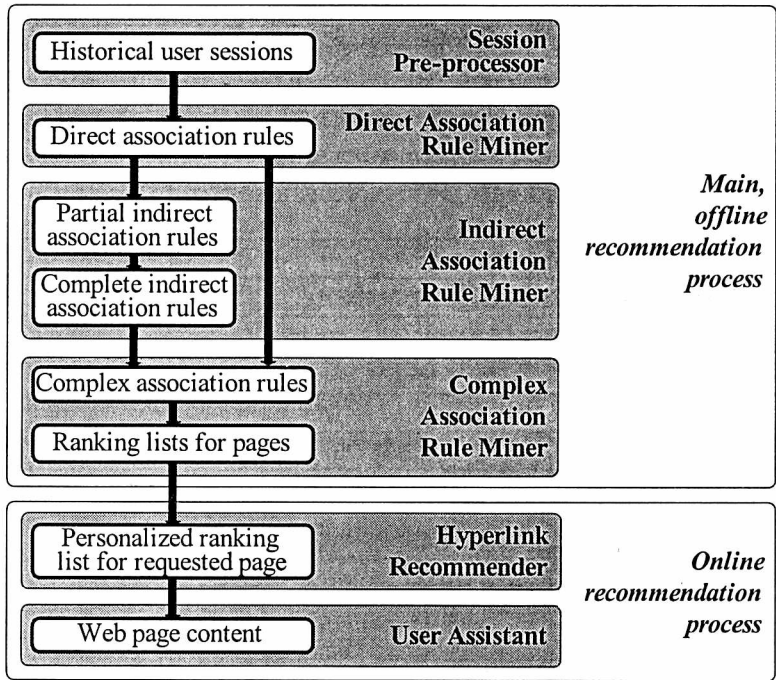 Historical user sessions
Session
Pre-processor
Direct association rules
Direct Association
Rule Miner
Partial indirect
association rules
Complete indirect
association rules
Indirect
Association
Rule Miner
Main,
offline
recommendation
process
Complex association rules
Ranking lists for pages
Complex
Association
Rule Miner
Personalized ranking
list for requested page
Hyperlink
Recommender
Web page content
User Assistant
Online
recommendation
process